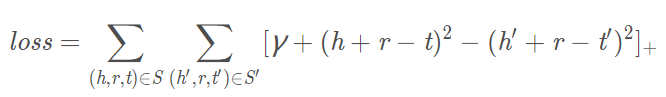 loss = ∑ ∑ [γ + (h + r − t)² − (h′ + r − t′)²]₊
(h,r,t)∈S (h′,r,t′)∈S′